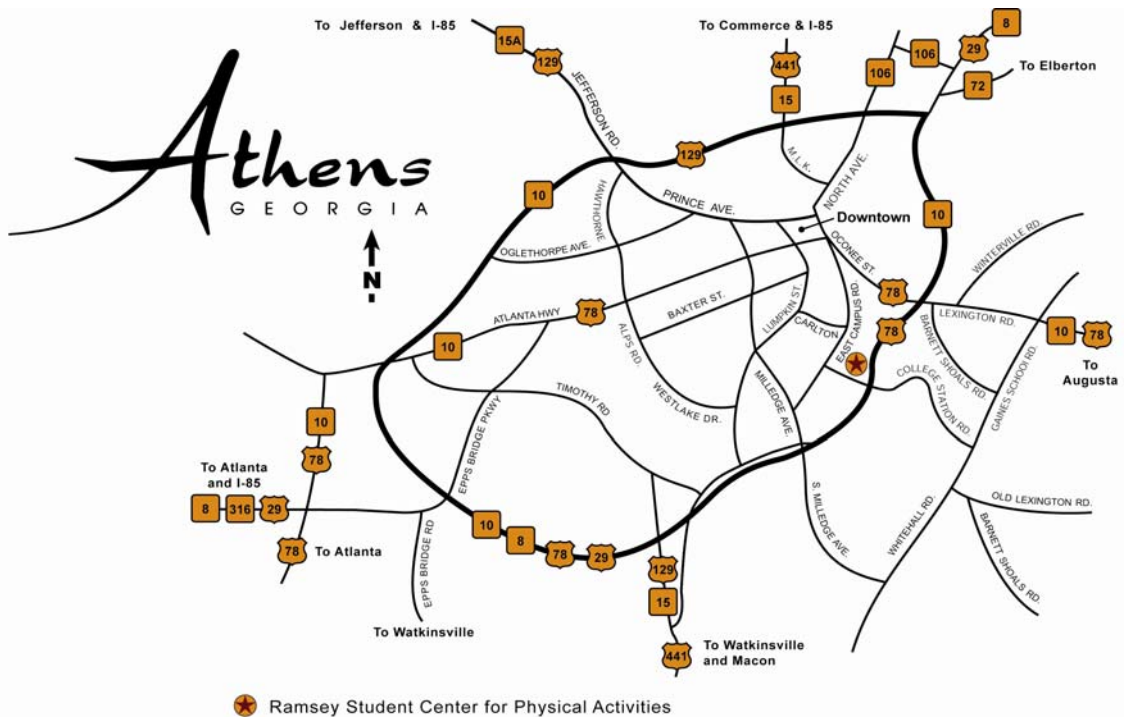 To Jefferson & I-85
To Commerce & I-85
8
15A
29
129
441
106
106
To Elberton
72
15
JEFFERSON RD.
Athens
GEORGIA
N
M.L.K.
129
NORTH AVE.
10
HAWTHORNE
PRINCE AVE.
Downtown
10
WINTERVILLE RD.
OGLETHORPE AVE.
OCONEE ST.
78
ATLANTA HWY
78
BAXTER ST.
LUMPKIN ST.
CARLTON
EAST CAMPUS RD.
LEXINGTON RD.
10
78
To
Augusta
10
ALPS RD.
78
BARNETT SHOALS RD.
GAINES SCHOOL RD.
COLLEGE STATION RD.
TIMOTHY RD
WESTLAKE DR.
MILLEDGE AVE.
10
78
EPPS BRIDGE PKWY
To Atlanta
and I-85
8
316
29
78
To Atlanta
EPPS BRIDGE RD
10
8
78
29
S. MILLEDGE AVE.
WHITEHALL RD.
OLD LEXINGTON RD.
BARNETT SHOALS RD.
129
15
To Watkinsville
441
To Watkinsville
and Macon
Ramsey Student Center for Physical Activities